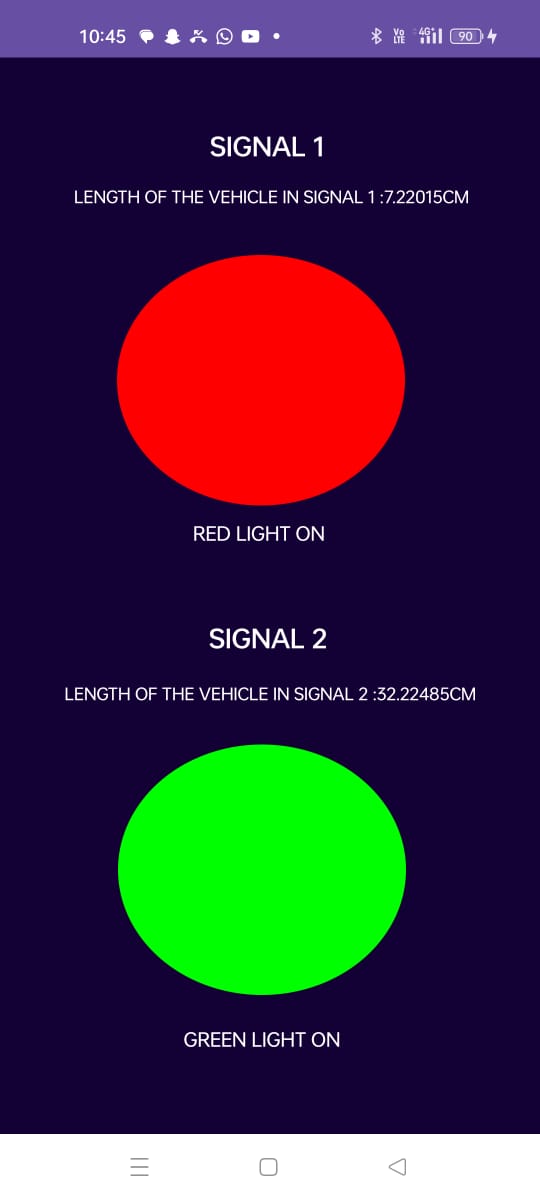 10:45
Vo LTE 4G+ 90
SIGNAL 1
LENGTH OF THE VEHICLE IN SIGNAL 1 :7.22015CM
RED LIGHT ON
SIGNAL 2
LENGTH OF THE VEHICLE IN SIGNAL 2 :32.22485CM
GREEN LIGHT ON